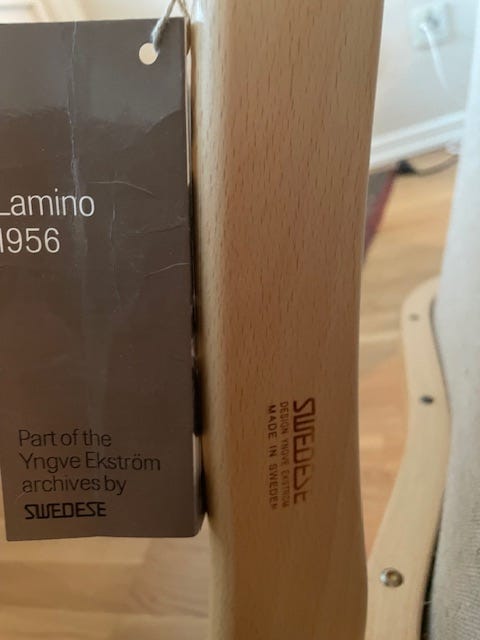 Lamino
1956
Part of the
Yngve Ekström
archives by
SWEDESE
SWEDESE
DESIGN YNGVE EKSTRÖM
MADE IN SWEDEN